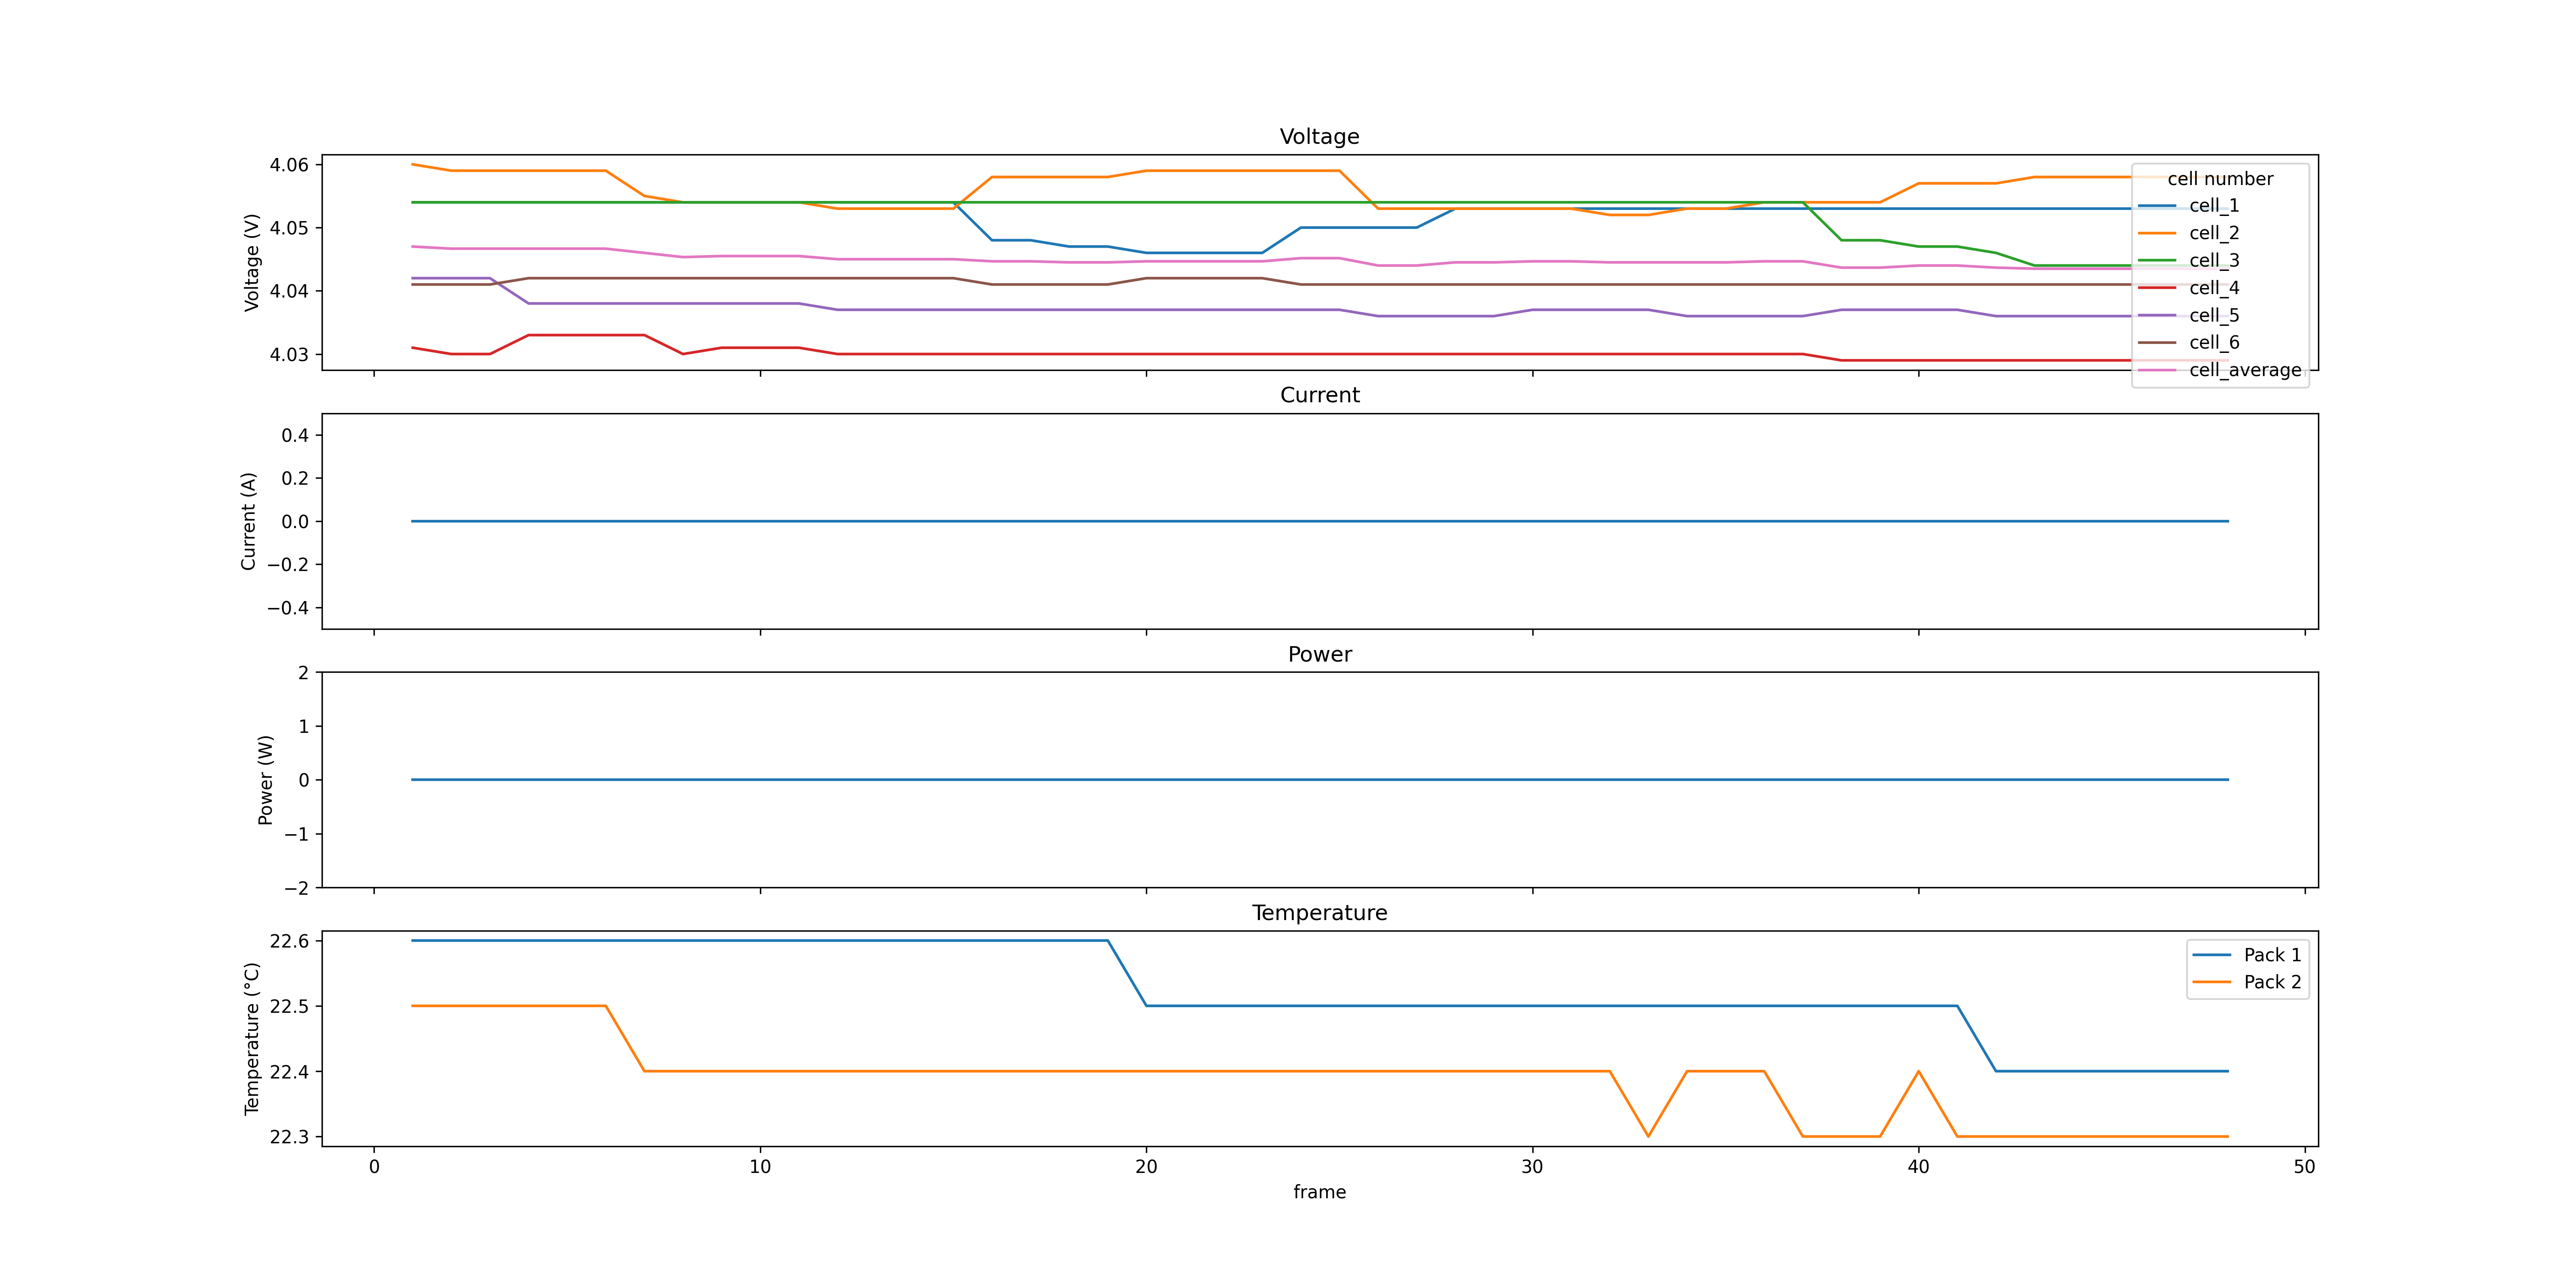 Voltage
Voltage (V)
4.06
4.05
4.04
4.03
cell number
cell_1
cell_2
cell_3
cell_4
cell_5
cell_6
cell_average
Current
Current (A)
0.4
0.2
0.0
−0.2
−0.4
Power
Power (W)
2
1
0
−1
−2
Temperature
Temperature (°C)
22.6
22.5
22.4
22.3
Pack 1
Pack 2
0 10 20 30 40 50
frame